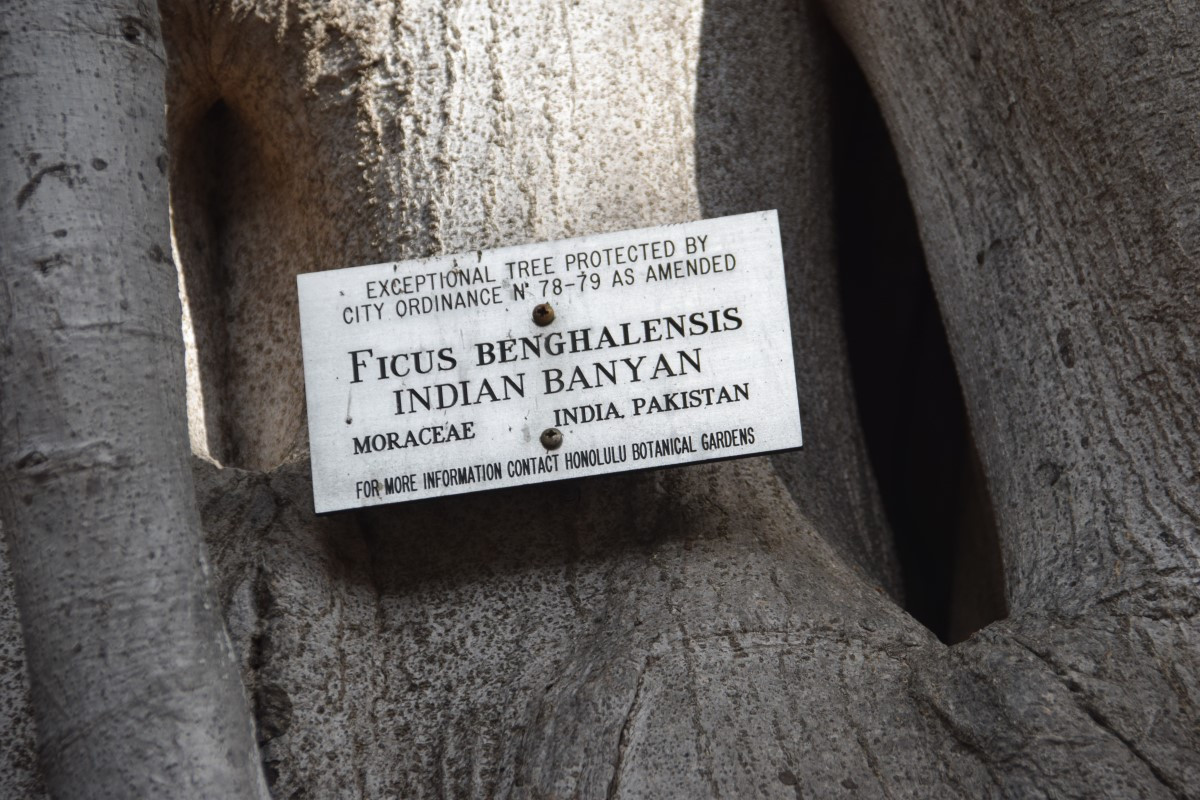 EXCEPTIONAL TREE PROTECTED BY
CITY ORDINANCE Nº 78-79 AS AMENDED
FICUS BENGHALENSIS
INDIAN BANYAN
MORACEAE INDIA, PAKISTAN
FOR MORE INFORMATION CONTACT HONOLULU BOTANICAL GARDENS